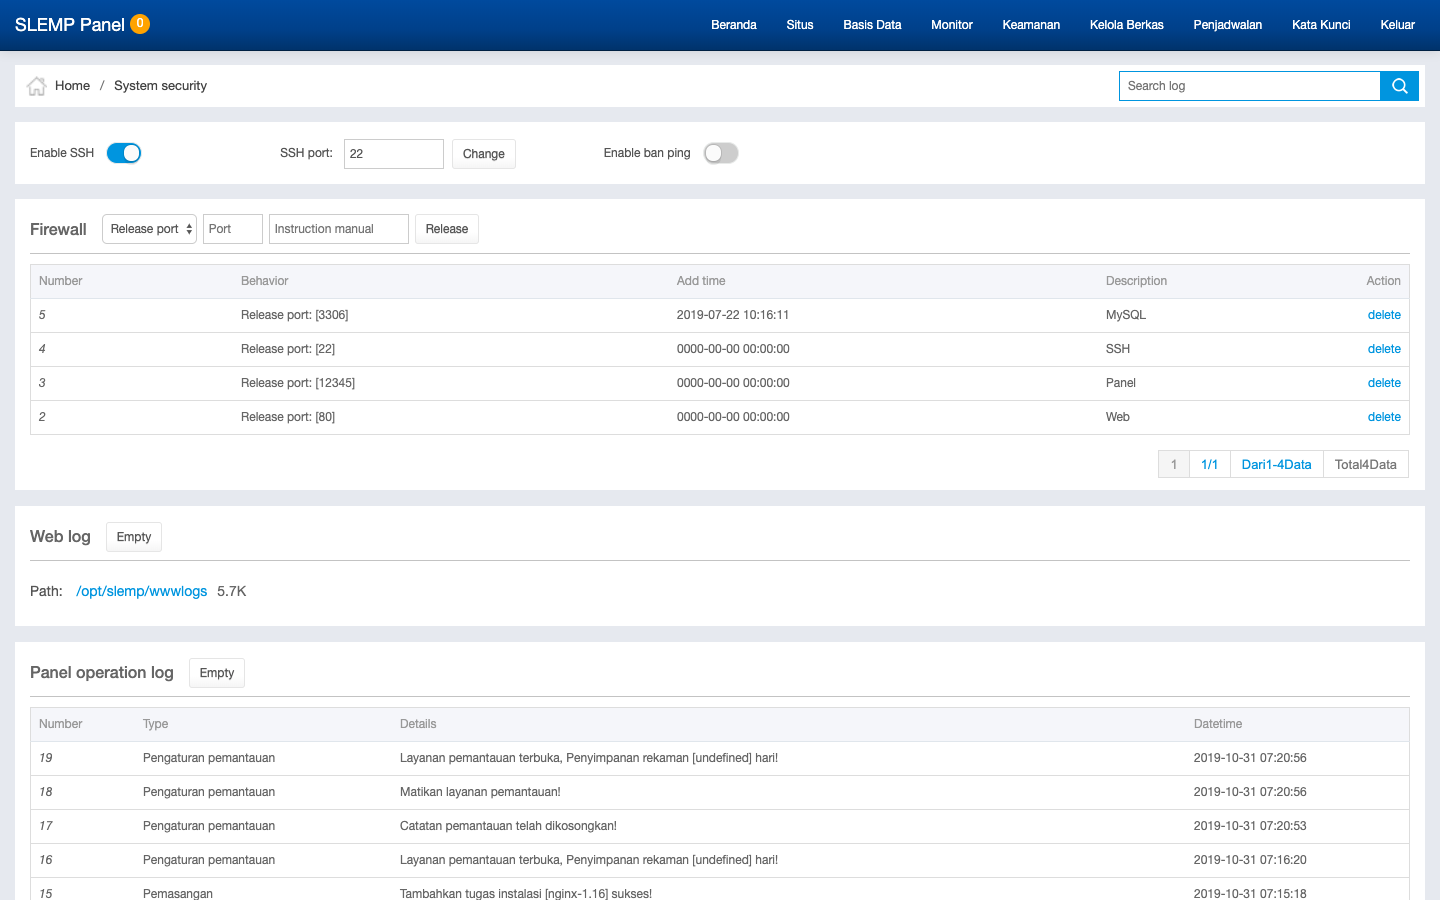 SLEMP Panel 0 Beranda Situs Basis Data Monitor Keamanan Kelola Berkas Penjadwalan Kata Kunci Keluar
Home / System security Search log
Enable SSH SSH port: 22 Change Enable ban ping
Firewall Release port Port Instruction manual Release
Number Behavior Add time Description Action
5 Release port: [3306] 2019-07-22 10:16:11 MySQL delete
4 Release port: [22] 0000-00-00 00:00:00 SSH delete
3 Release port: [12345] 0000-00-00 00:00:00 Panel delete
2 Release port: [80] 0000-00-00 00:00:00 Web delete
1 1/1 Dari1-4Data Total4Data
Web log Empty
Path: /opt/slemp/wwwlogs 5.7K
Panel operation log Empty
Number Type Details Datetime
19 Pengaturan pemantauan Layanan pemantauan terbuka, Penyimpanan rekaman [undefined] hari! 2019-10-31 07:20:56
18 Pengaturan pemantauan Matikan layanan pemantauan! 2019-10-31 07:20:56
17 Pengaturan pemantauan Catatan pemantauan telah dikosongkan! 2019-10-31 07:20:53
16 Pengaturan pemantauan Layanan pemantauan terbuka, Penyimpanan rekaman [undefined] hari! 2019-10-31 07:16:20
15 Pemasangan Tambahkan tugas instalasi [nginx-1.16] sukses! 2019-10-31 07:15:18